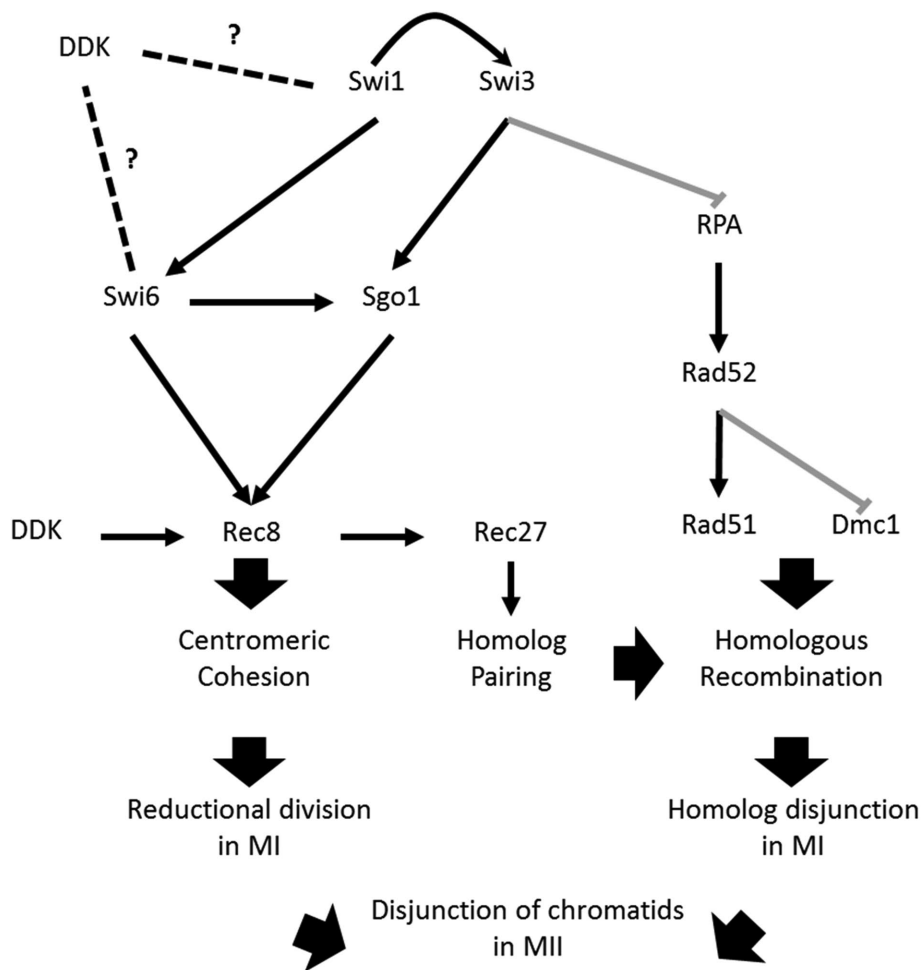 DDK
?
Swi1
Swi3
?
RPA
Swi6
Sgo1
Rad52
DDK
Rec8
Rec27
Rad51
Dmc1
Centromeric
Cohesion
Homolog
Pairing
Homologous
Recombination
Reductional division
in MI
Homolog disjunction
in MI
Disjunction of chromatids
in MII